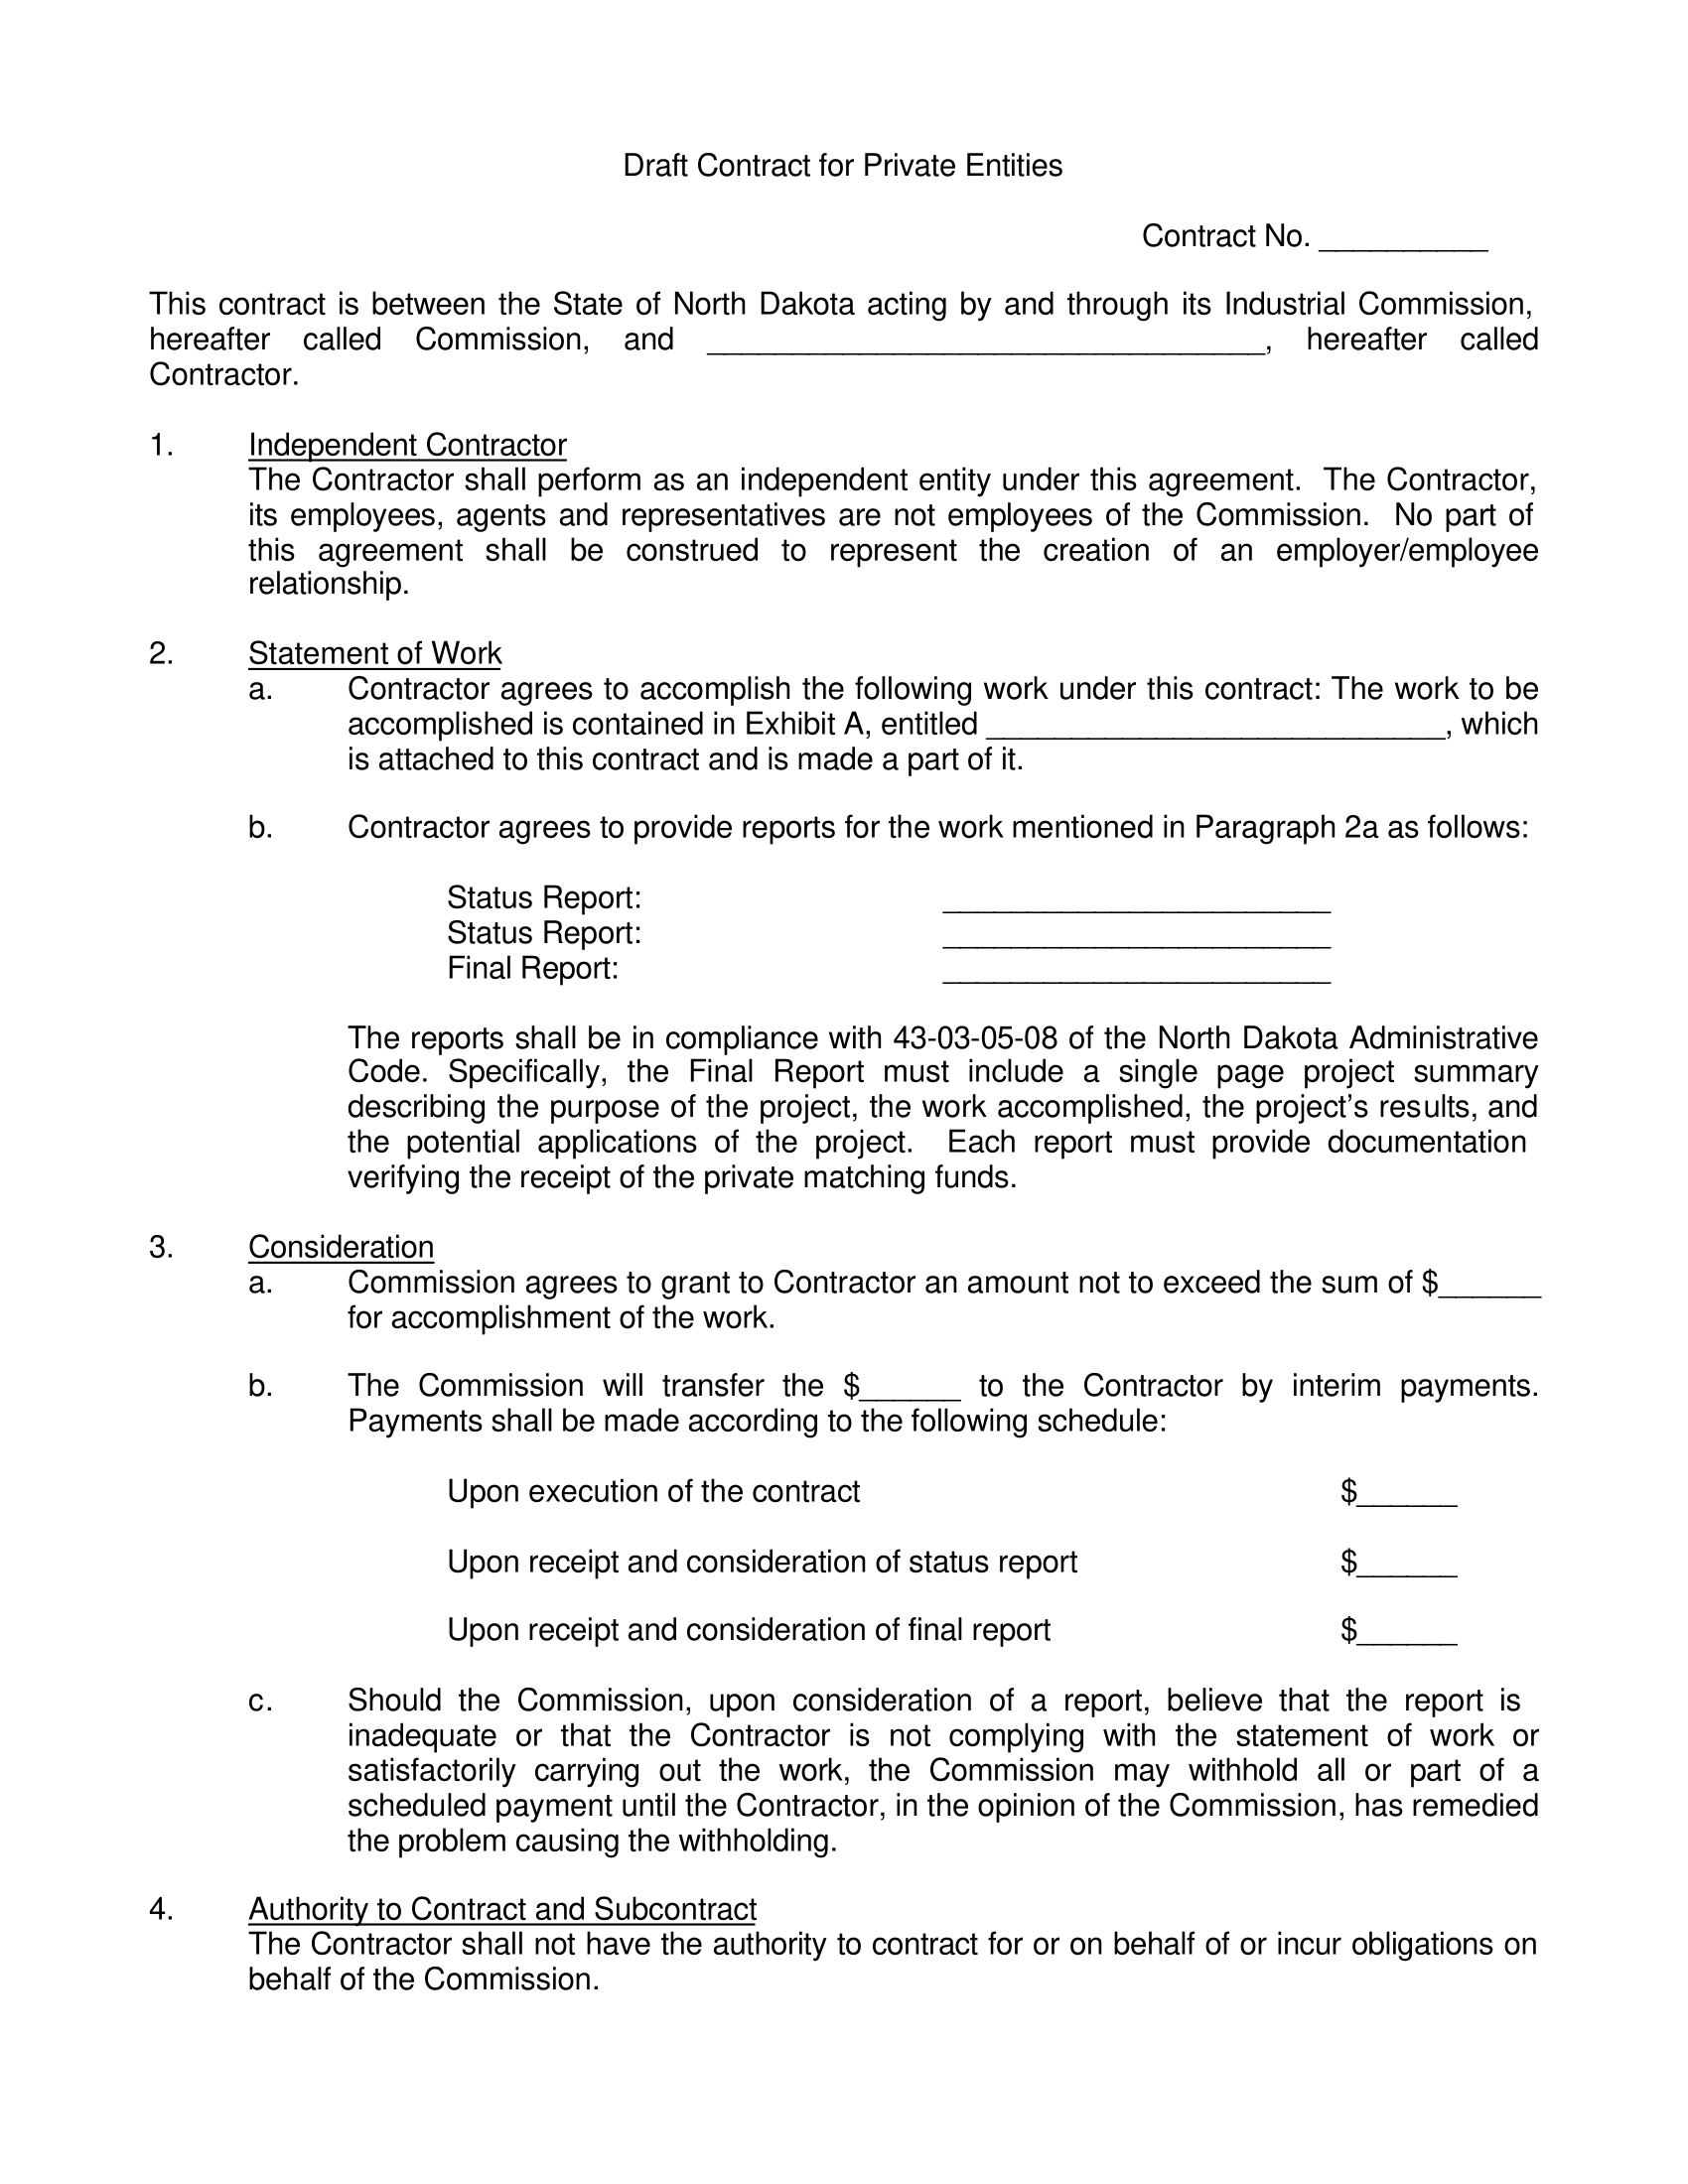 Draft Contract for Private Entities
Contract No. __________
This contract is between the State of North Dakota acting by and through its Industrial Commission,
hereafter called Commission, and _________________________________, hereafter called
Contractor.
1. Independent Contractor
The Contractor shall perform as an independent entity under this agreement. The Contractor,
its employees, agents and representatives are not employees of the Commission. No part of
this agreement shall be construed to represent the creation of an employer/employee
relationship.
2. Statement of Work
a. Contractor agrees to accomplish the following work under this contract: The work to be
accomplished is contained in Exhibit A, entitled ___________________________, which
is attached to this contract and is made a part of it.
b. Contractor agrees to provide reports for the work mentioned in Paragraph 2a as follows:
Status Report: _______________________
Status Report: _______________________
Final Report: _______________________
The reports shall be in compliance with 43-03-05-08 of the North Dakota Administrative
Code. Specifically, the Final Report must include a single page project summary
describing the purpose of the project, the work accomplished, the project’s results, and
the potential applications of the project. Each report must provide documentation
verifying the receipt of the private matching funds.
3. Consideration
a. Commission agrees to grant to Contractor an amount not to exceed the sum of $______
for accomplishment of the work.
b. The Commission will transfer the $______ to the Contractor by interim payments.
Payments shall be made according to the following schedule:
Upon execution of the contract $______
Upon receipt and consideration of status report $______
Upon receipt and consideration of final report $______
c. Should the Commission, upon consideration of a report, believe that the report is
inadequate or that the Contractor is not complying with the statement of work or
satisfactorily carrying out the work, the Commission may withhold all or part of a
scheduled payment until the Contractor, in the opinion of the Commission, has remedied
the problem causing the withholding.
4. Authority to Contract and Subcontract
The Contractor shall not have the authority to contract for or on behalf of or incur obligations on
behalf of the Commission.